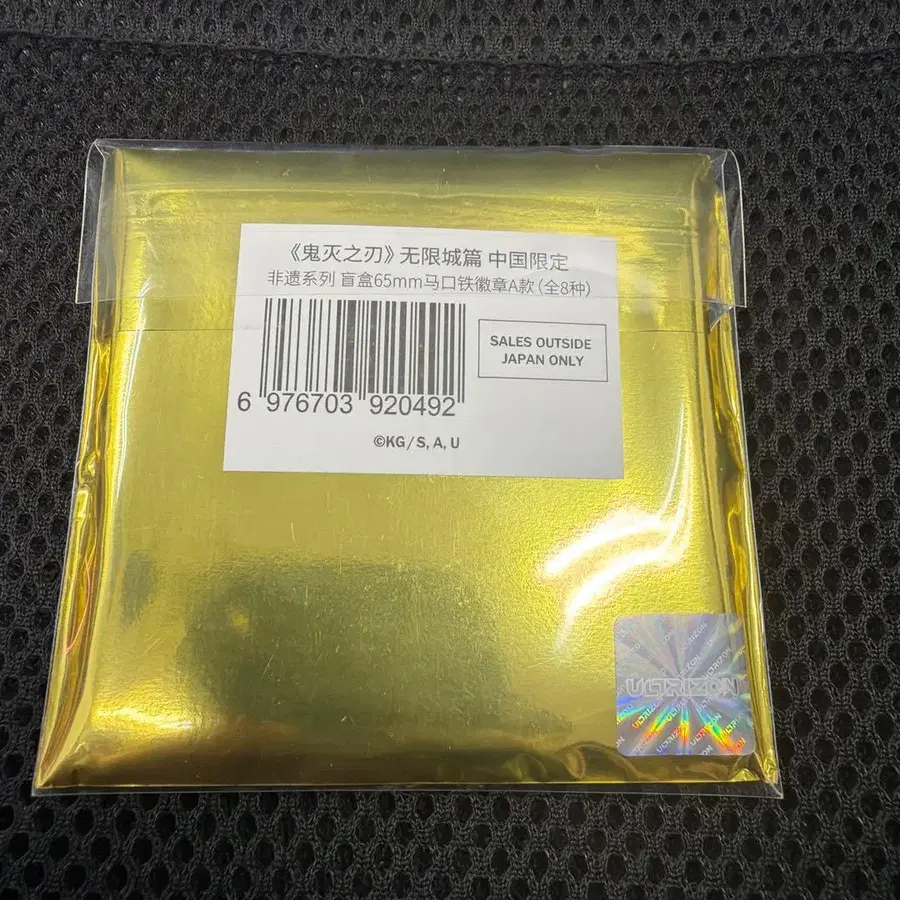 《鬼灭之刃》无限城篇 中国限定
非遗系列 盲盒65mm马口铁徽章A款(全8种)
SALES OUTSIDE
JAPAN ONLY
6 976703 920492
©KG/S, A, U
ULTRIZON